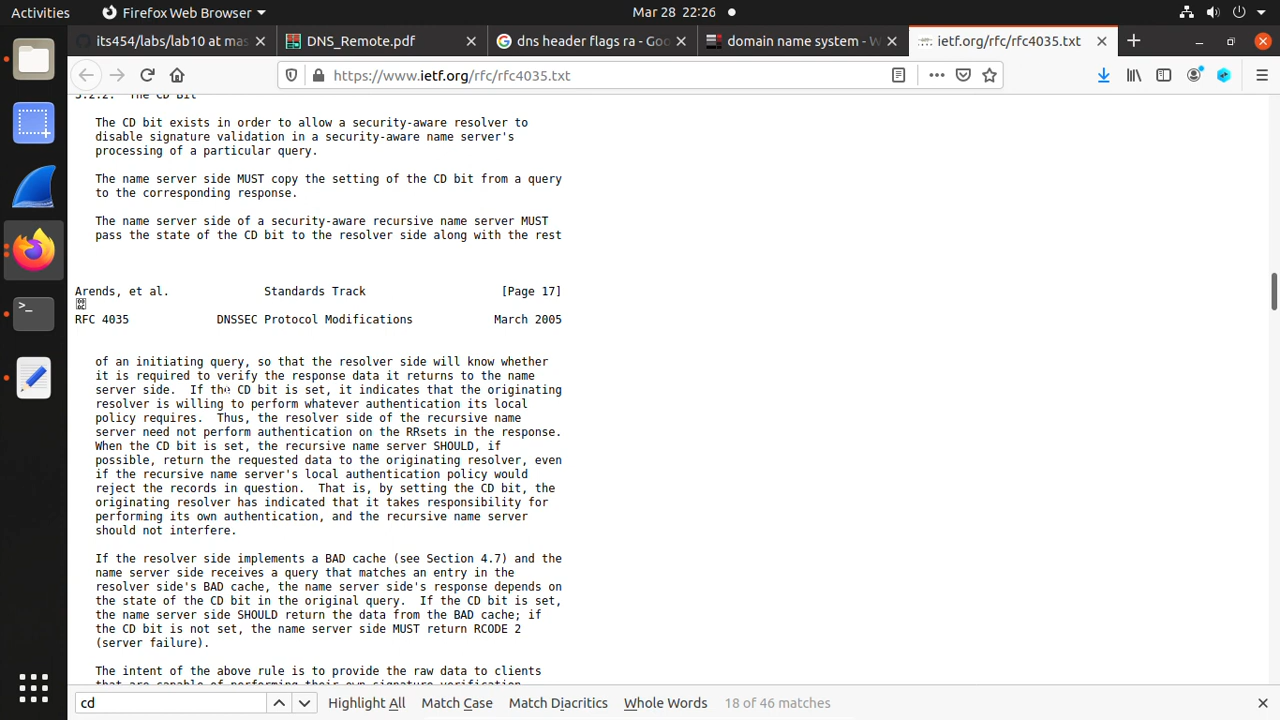 Activities
Firefox Web Browser
Mar 28 22:26
its454/labs/lab10 at mas
DNS_Remote.pdf
dns header flags ra - Goo
domain name system - W
ietf.org/rfc/rfc4035.txt
https://www.ietf.org/rfc/rfc4035.txt
3.2.2. The CD Bit
The CD bit exists in order to allow a security-aware resolver to
disable signature validation in a security-aware name server's
processing of a particular query.
The name server side MUST copy the setting of the CD bit from a query
to the corresponding response.
The name server side of a security-aware recursive name server MUST
pass the state of the CD bit to the resolver side along with the rest
Arends, et al. Standards Track [Page 17]
RFC 4035 DNSSEC Protocol Modifications March 2005
of an initiating query, so that the resolver side will know whether
it is required to verify the response data it returns to the name
server side. If the CD bit is set, it indicates that the originating
resolver is willing to perform whatever authentication its local
policy requires. Thus, the resolver side of the recursive name
server need not perform authentication on the RRsets in the response.
When the CD bit is set, the recursive name server SHOULD, if
possible, return the requested data to the originating resolver, even
if the recursive name server's local authentication policy would
reject the records in question. That is, by setting the CD bit, the
originating resolver has indicated that it takes responsibility for
performing its own authentication, and the recursive name server
should not interfere.
If the resolver side implements a BAD cache (see Section 4.7) and the
name server side receives a query that matches an entry in the
resolver side's BAD cache, the name server side's response depends on
the state of the CD bit in the original query. If the CD bit is set,
the name server side SHOULD return the data from the BAD cache; if
the CD bit is not set, the name server side MUST return RCODE 2
(server failure).
The intent of the above rule is to provide the raw data to clients
that are capable of performing their own signature verification
cd
Highlight All
Match Case
Match Diacritics
Whole Words
18 of 46 matches